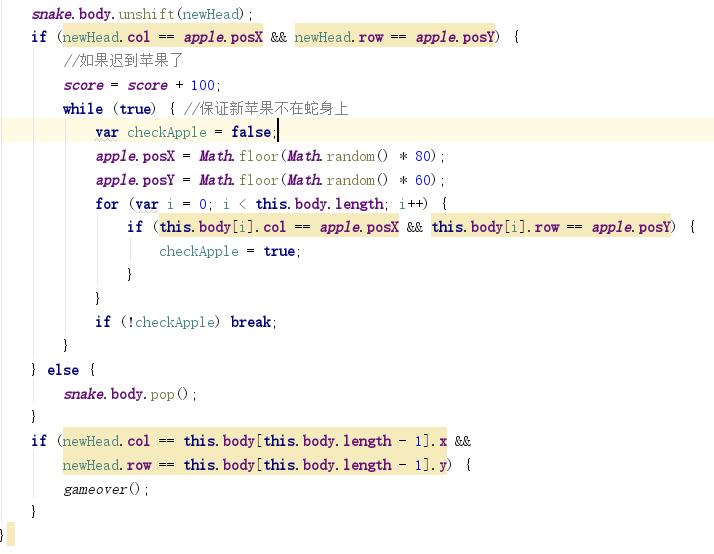 snake.body.unshift(newHead);
if (newHead.col == apple.posX && newHead.row == apple.posY) {
//如果迟到苹果了
score = score + 100;
while (true) { //保证新苹果不在蛇身上
var checkApple = false;
apple.posX = Math.floor(Math.random() * 80);
apple.posY = Math.floor(Math.random() * 60);
for (var i = 0; i < this.body.length; i++) {
if (this.body[i].col == apple.posX && this.body[i].row == apple.posY) {
checkApple = true;
}
}
if (!checkApple) break;
}
} else {
snake.body.pop();
}
if (newHead.col == this.body[this.body.length - 1].x &&
newHead.row == this.body[this.body.length - 1].y) {
gameover();
}
}